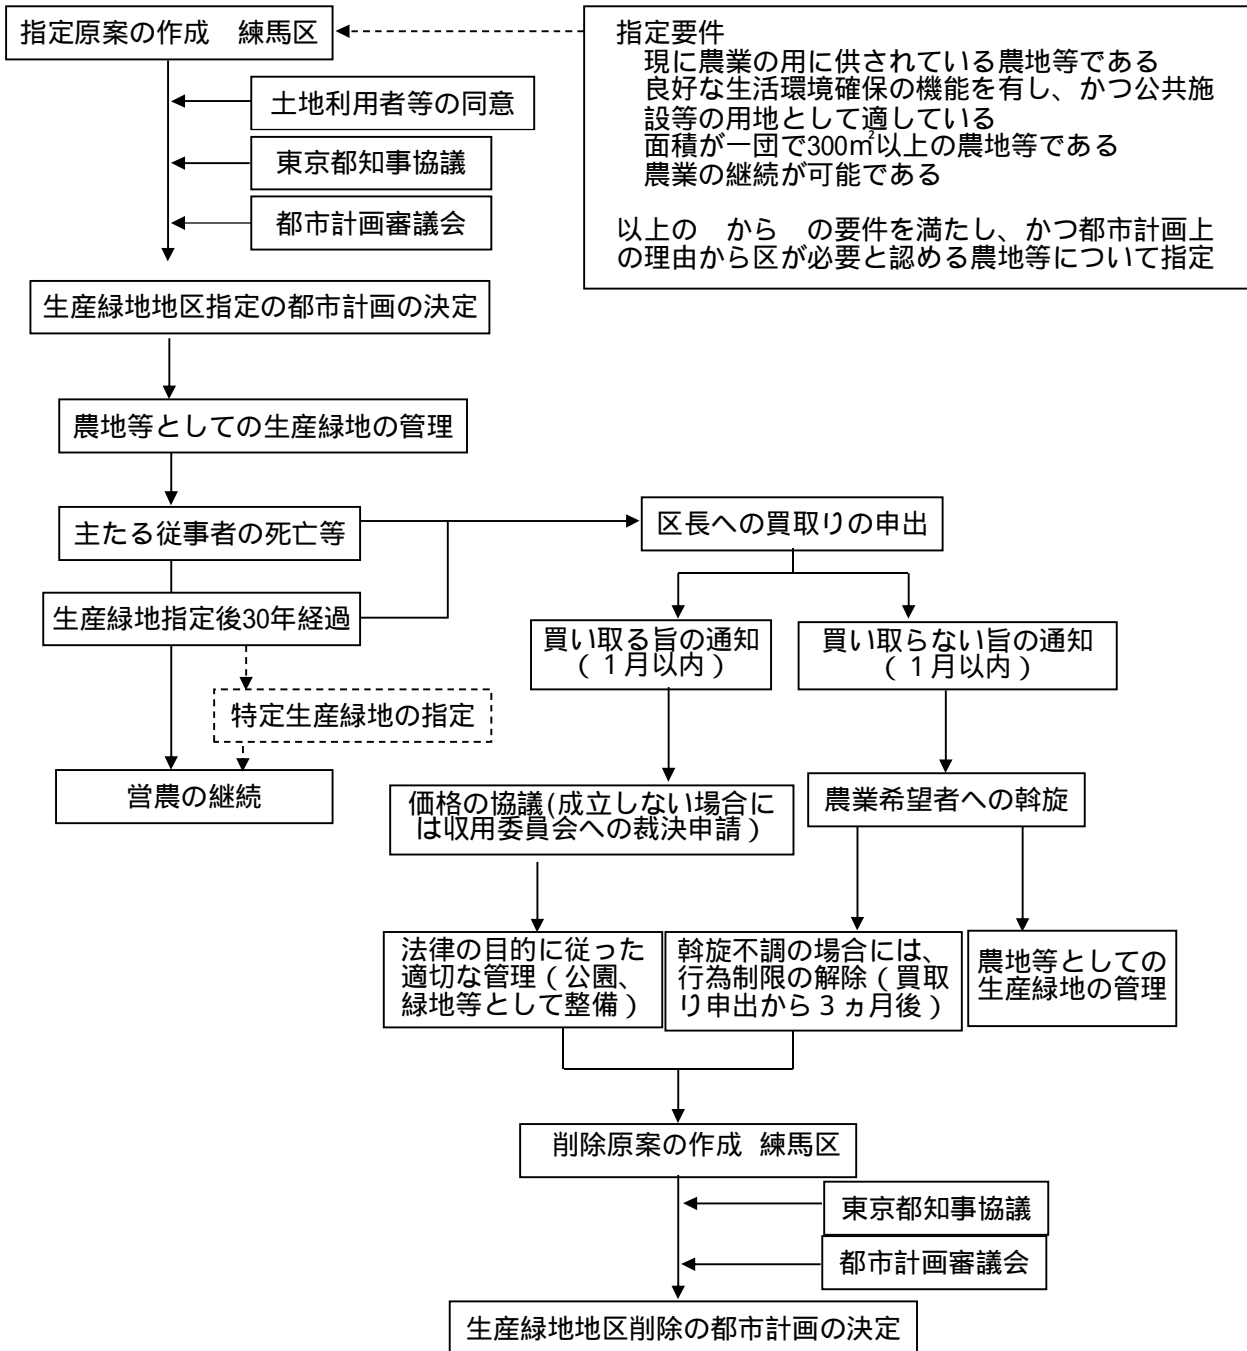 指定原案の作成　練馬区
指定要件
現に農業の用に供されている農地等である
良好な生活環境確保の機能を有し、かつ公共施
設等の用地として適している
面積が一団で300㎡以上の農地等である
農業の継続が可能である
以上の　から　の要件を満たし、かつ都市計画上
の理由から区が必要と認める農地等について指定
土地利用者等の同意
東京都知事協議
都市計画審議会
生産緑地地区指定の都市計画の決定
農地等としての生産緑地の管理
主たる従事者の死亡等
区長への買取りの申出
生産緑地指定後30年経過
買い取る旨の通知
（１月以内）
買い取らない旨の通知
（１月以内）
特定生産緑地の指定
営農の継続
価格の協議(成立しない場合に
は収用委員会への裁決申請）
農業希望者への斡旋
法律の目的に従った
適切な管理（公園、
緑地等として整備）
斡旋不調の場合には、
行為制限の解除（買取
り申出から３ヵ月後）
農地等としての
生産緑地の管理
削除原案の作成　練馬区
東京都知事協議
都市計画審議会
生産緑地地区削除の都市計画の決定